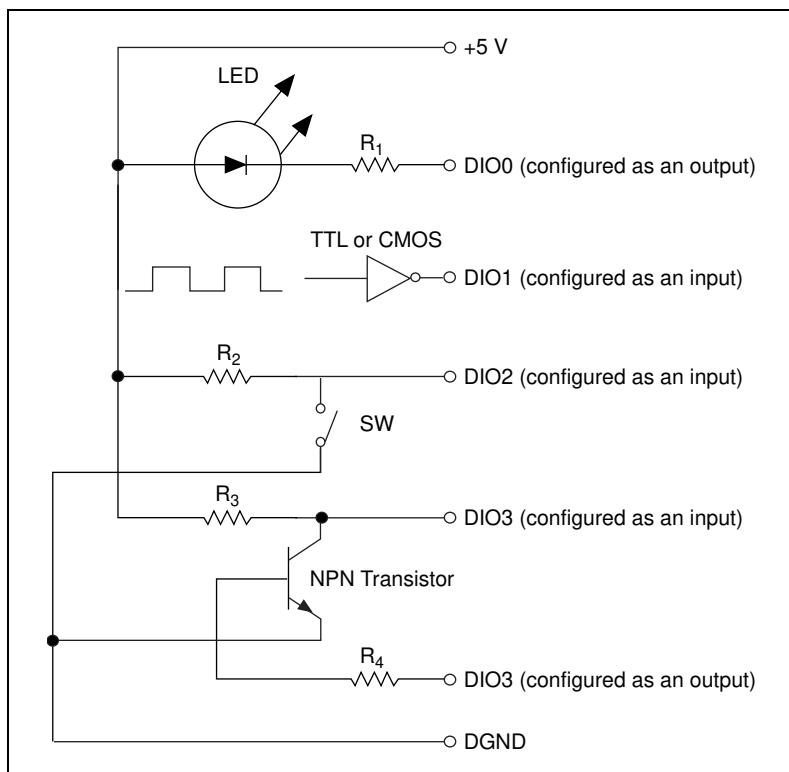 +5 V
LED
R1
DIO0 (configured as an output)
TTL or CMOS
DIO1 (configured as an input)
R2
DIO2 (configured as an input)
SW
R3
DIO3 (configured as an input)
NPN Transistor
R4
DIO3 (configured as an output)
DGND